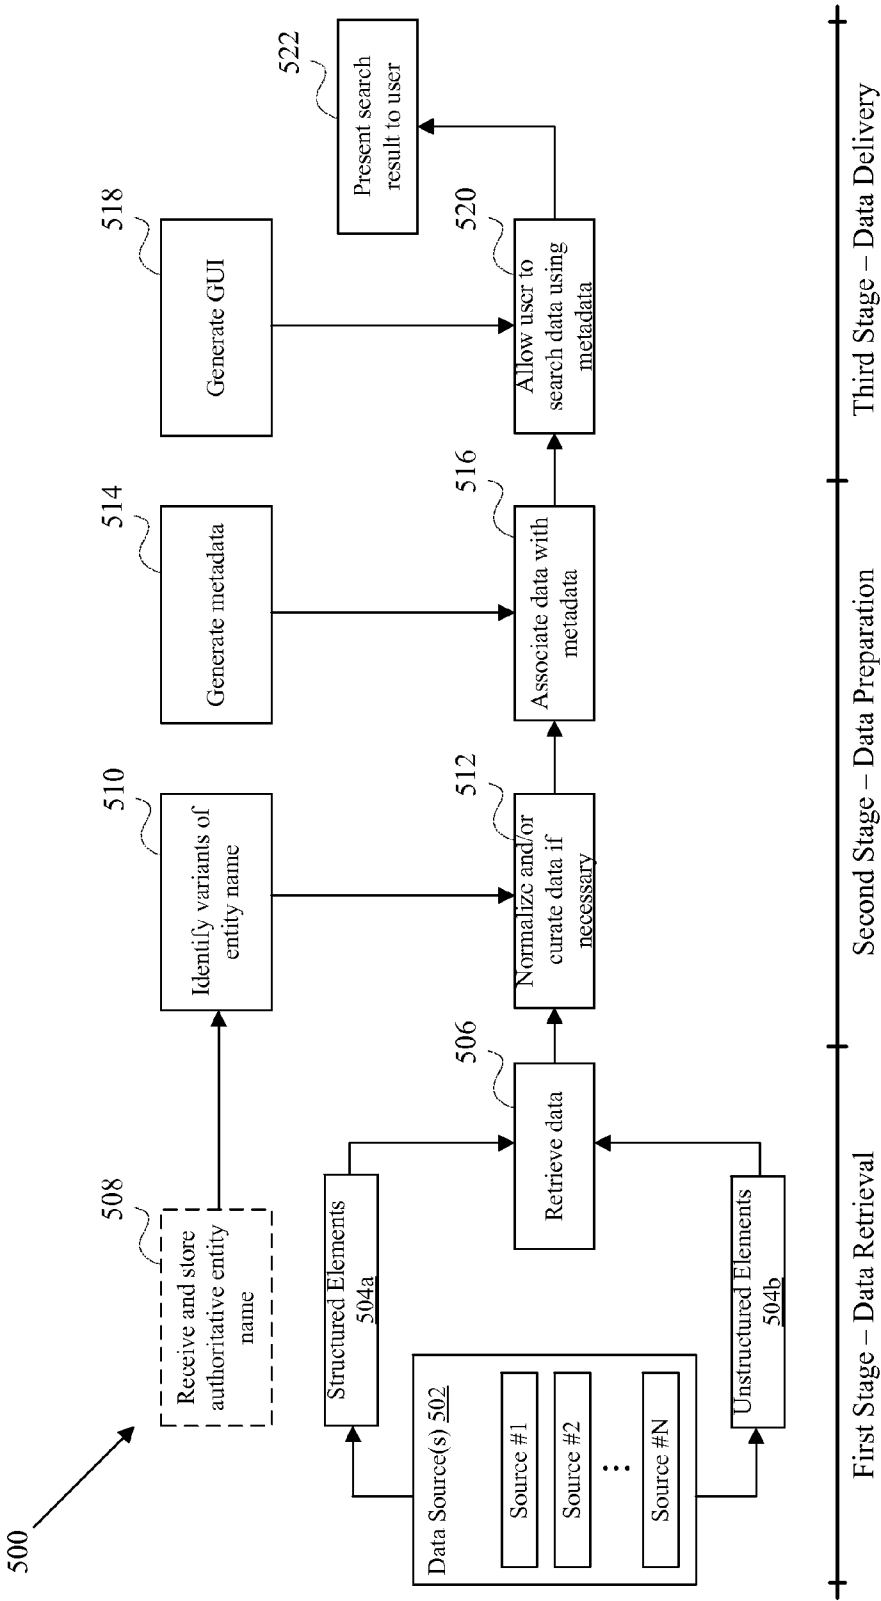 500
508
Receive and store
authoritative entity
name
510
Identify variants of
entity name
514
Generate metadata
518
Generate GUI
522
Present search
result to user
Structured Elements
504a
Data Source(s) 502
Source #1
Source #2
...
Source #N
Unstructured Elements
504b
506
Retrieve data
512
Normalize and/or
curate data if
necessary
516
Associate data with
metadata
520
Allow user to
search data using
metadata
First Stage – Data Retrieval
Second Stage – Data Preparation
Third Stage – Data Delivery